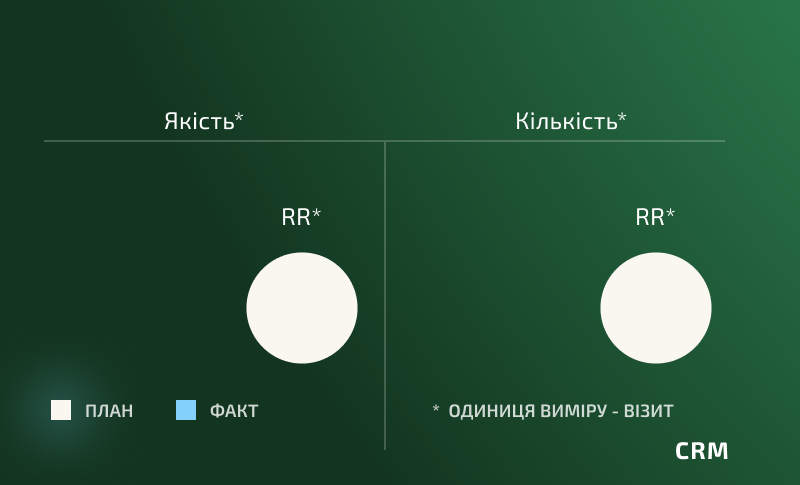 Якість*
Кількість*
RR*
RR*
ПЛАН
ФАКТ
* ОДИНИЦЯ ВИМІРУ - ВІЗИТ
CRM